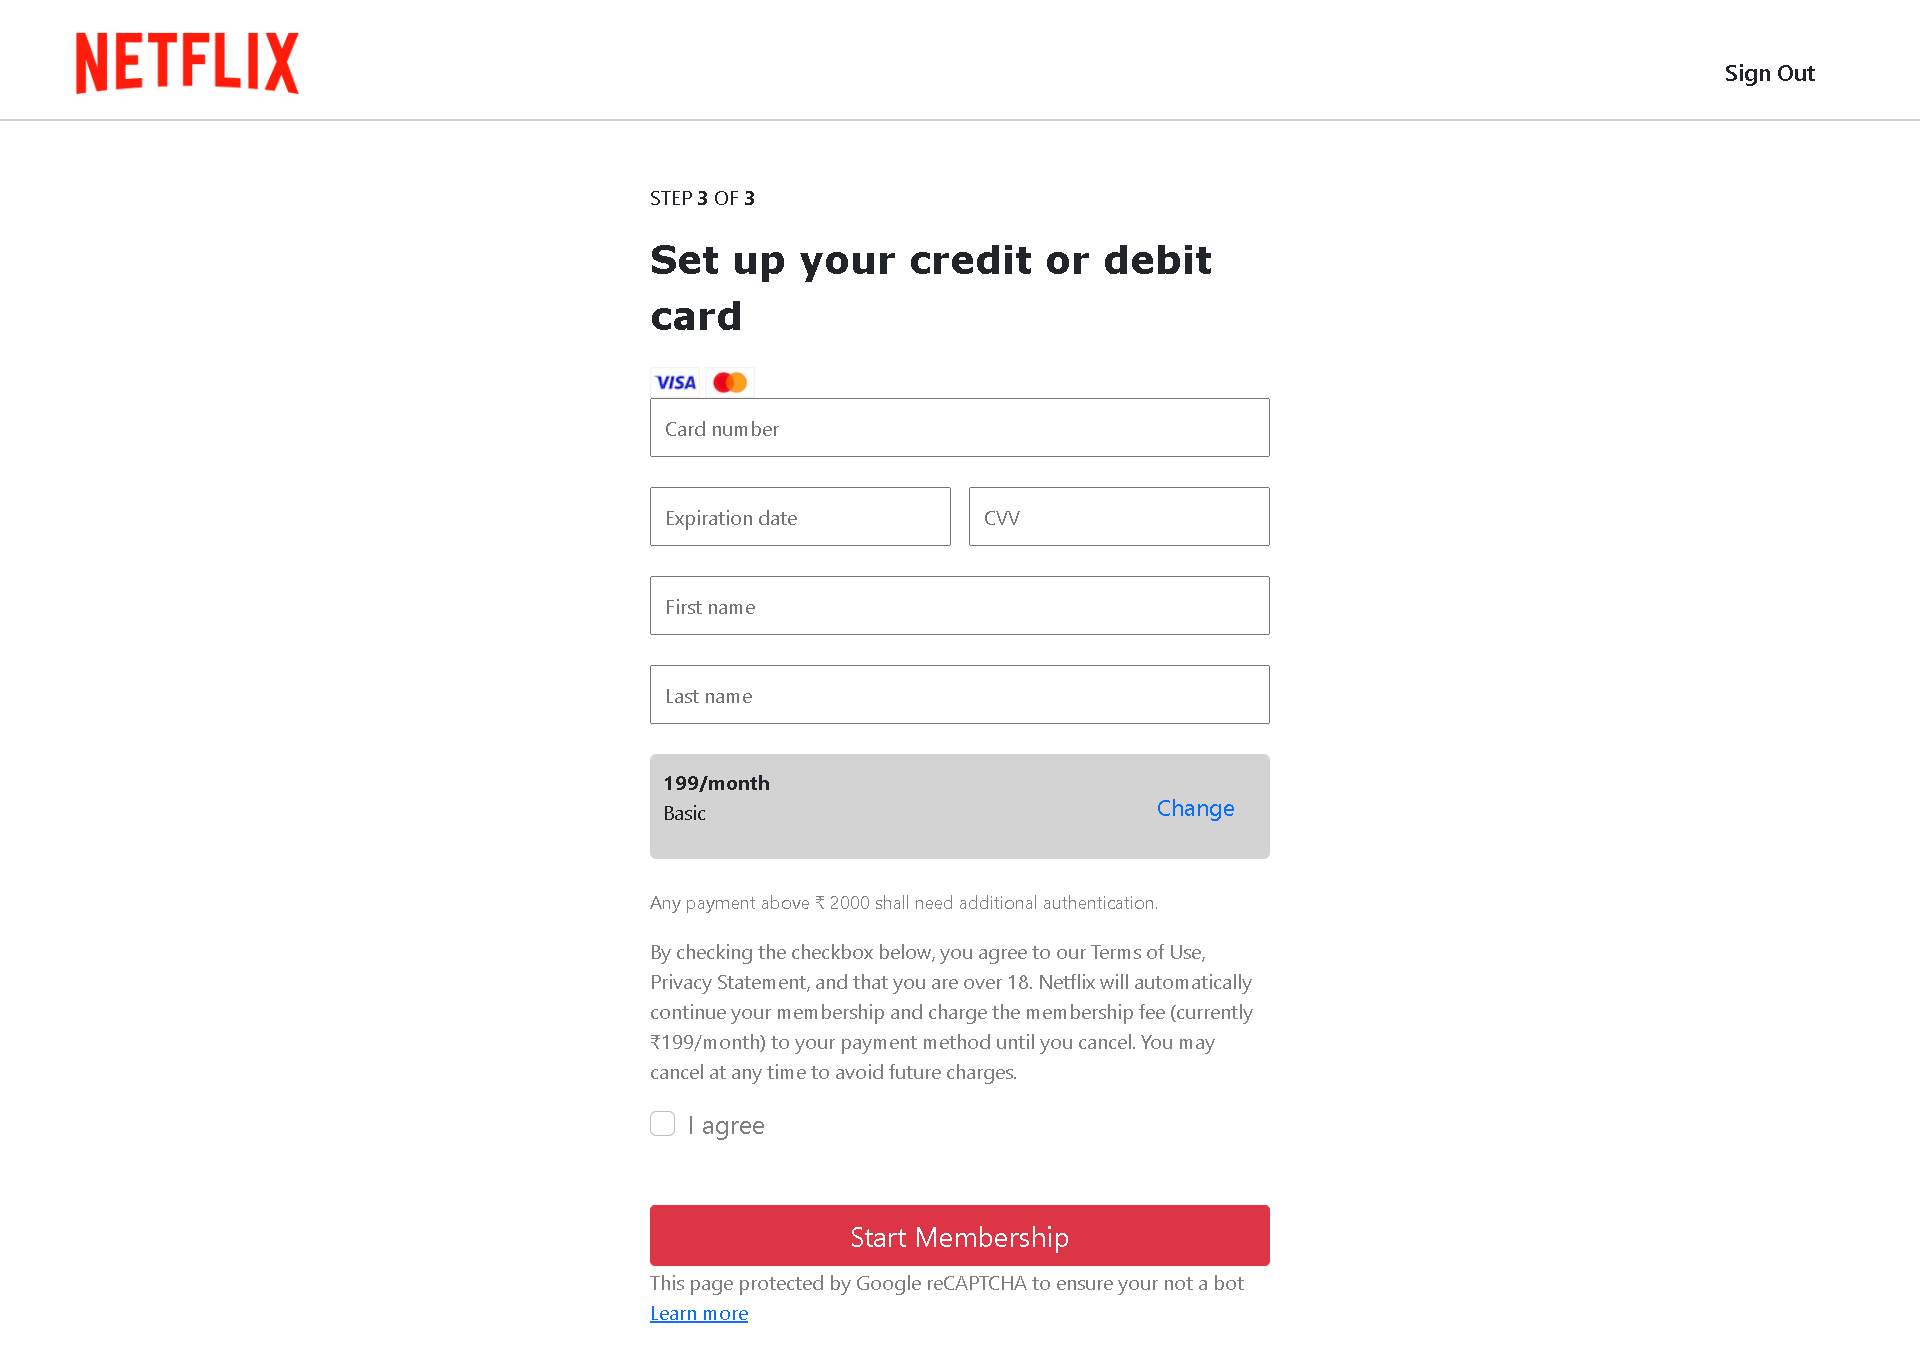 NETFLIX
Sign Out
STEP 3 OF 3
Set up your credit or debit
card
VISA
Card number
Expiration date
CVV
First name
Last name
199/month
Basic
Change
Any payment above ₹ 2000 shall need additional authentication.
By checking the checkbox below, you agree to our Terms of Use,
Privacy Statement, and that you are over 18. Netflix will automatically
continue your membership and charge the membership fee (currently
₹199/month) to your payment method until you cancel. You may
cancel at any time to avoid future charges.
I agree
Start Membership
This page protected by Google reCAPTCHA to ensure your not a bot
Learn more